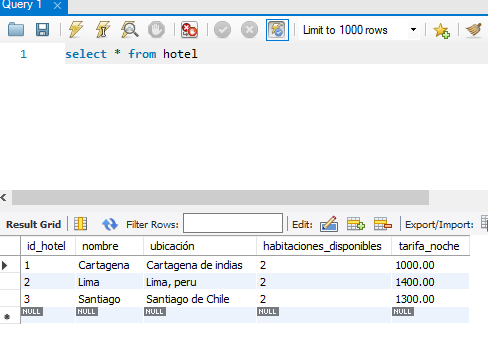 Query 1
Limit to 1000 rows
1 select * from hotel
Result Grid Filter Rows: Edit: Export/Import:
id_hotel nombre ubicación habitaciones_disponibles tarifa_noche
1 Cartagena Cartagena de indias 2 1000.00
2 Lima Lima, peru 2 1400.00
3 Santiago Santiago de Chile 2 1300.00
NULL NULL NULL NULL NULL